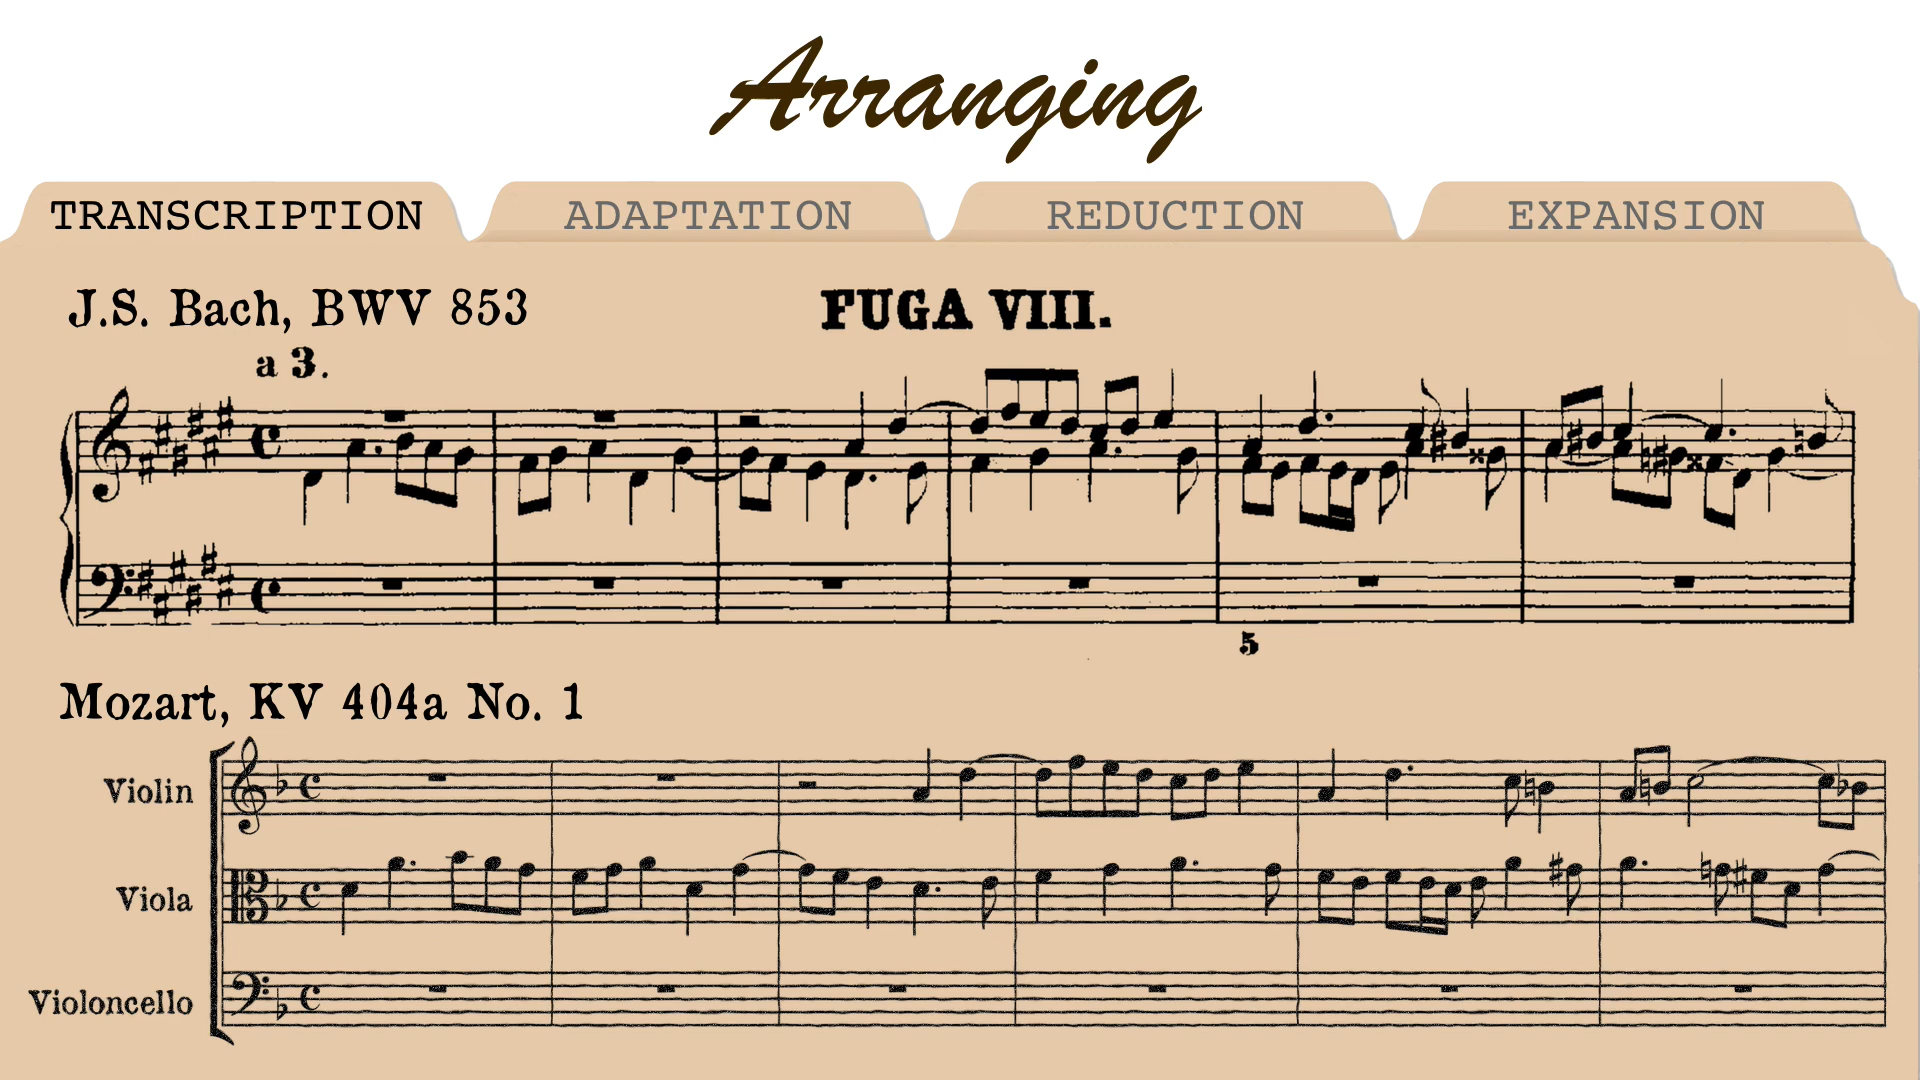 Arranging
TRANSCRIPTION ADAPTATION REDUCTION EXPANSION
J.S. Bach, BWV 853 FUGA VIII.
a 3.
5
Mozart, KV 404a No. 1
Violin
Viola
Violoncello